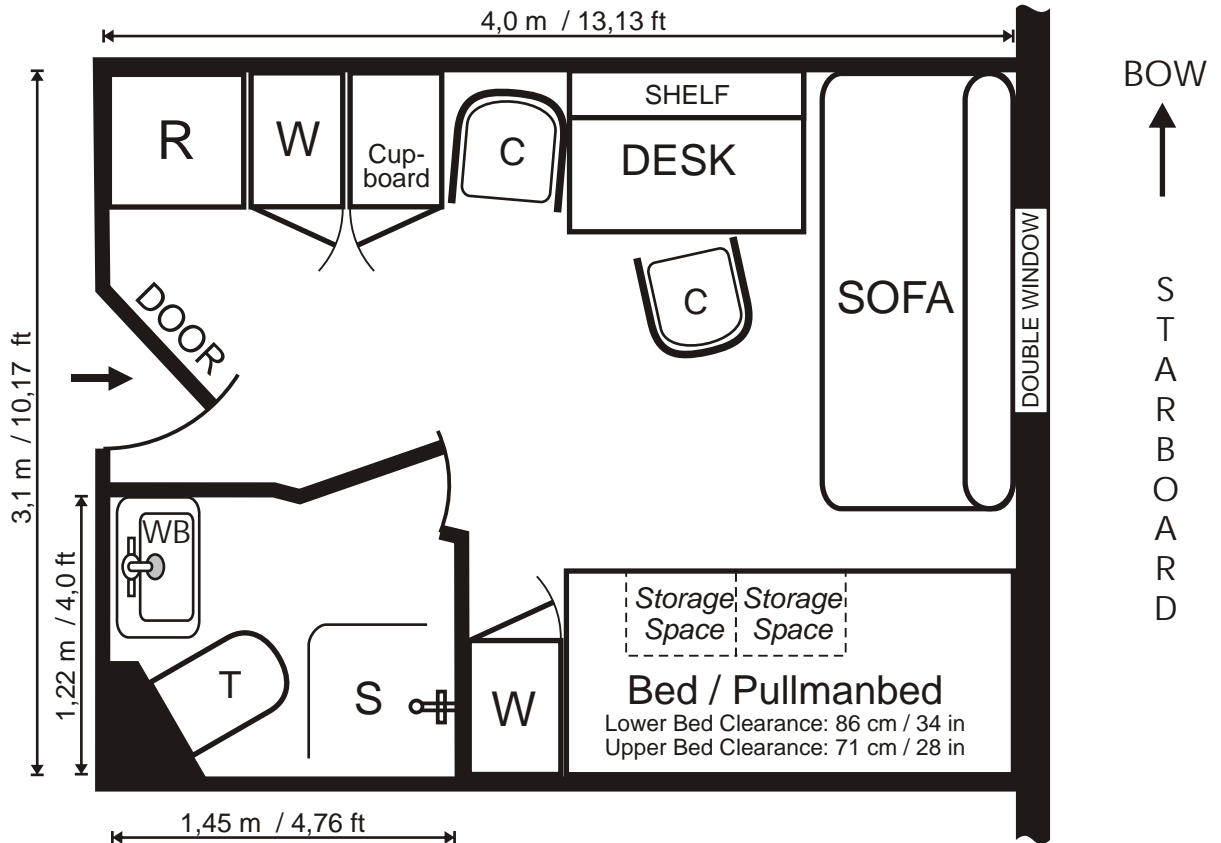 4,0 m / 13,13 ft
BOW
SHELF
R
W
Cup-
board
C
DESK
DOOR
C
SOFA
DOUBLE WINDOW
STARBOARD
3,1 m / 10,17 ft
1,22 m / 4,0 ft
WB
T
S
W
Storage Storage
Space Space
Bed / Pullmanbed
Lower Bed Clearance: 86 cm / 34 in
Upper Bed Clearance: 71 cm / 28 in
1,45 m / 4,76 ft